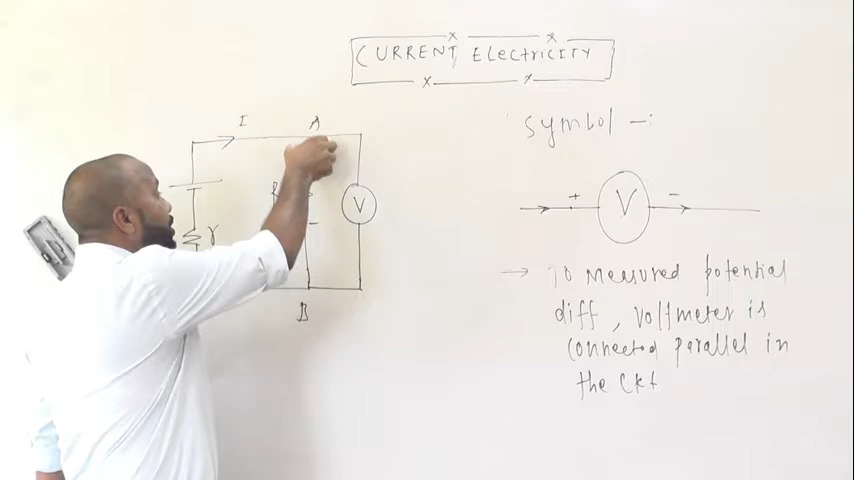 CURRENT ELECTRICITY
symbol -:
I
A
R
V
r
B
+
-
V
→ To Measured potential
diff, voltmeter is
connected parallel in
the ckt